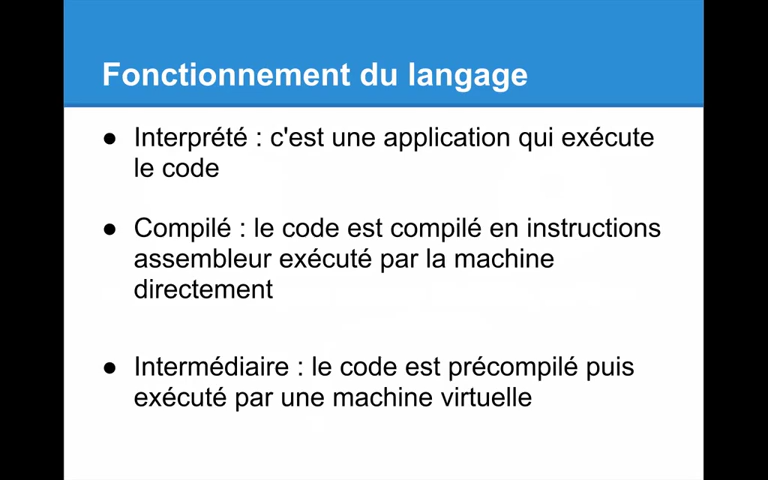 Fonctionnement du langage
● Interprété : c'est une application qui exécute
le code
● Compilé : le code est compilé en instructions
assembleur exécuté par la machine
directement
● Intermédiaire : le code est précompilé puis
exécuté par une machine virtuelle